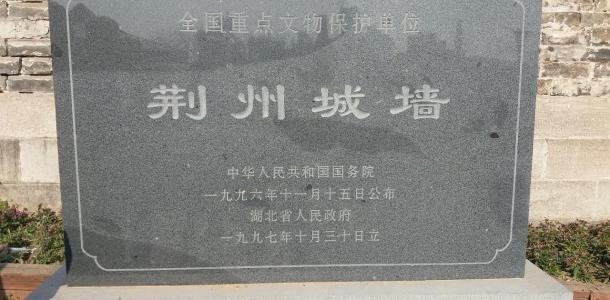 全国重点文物保护单位
荆州城墙
中华人民共和国国务院
一九九六年十一月十五日公布
湖北省人民政府
一九九七年十月三十日立